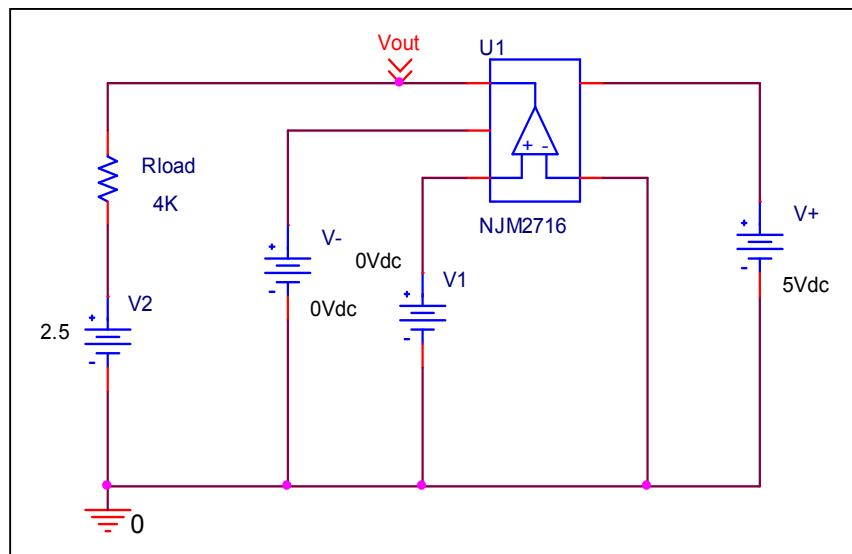 Vout
U1
+ -
Rload
4K
NJM2716
V+
+
-
5Vdc
V-
+
-
0Vdc
0Vdc
V1
+
-
V2
+
-
2.5
0